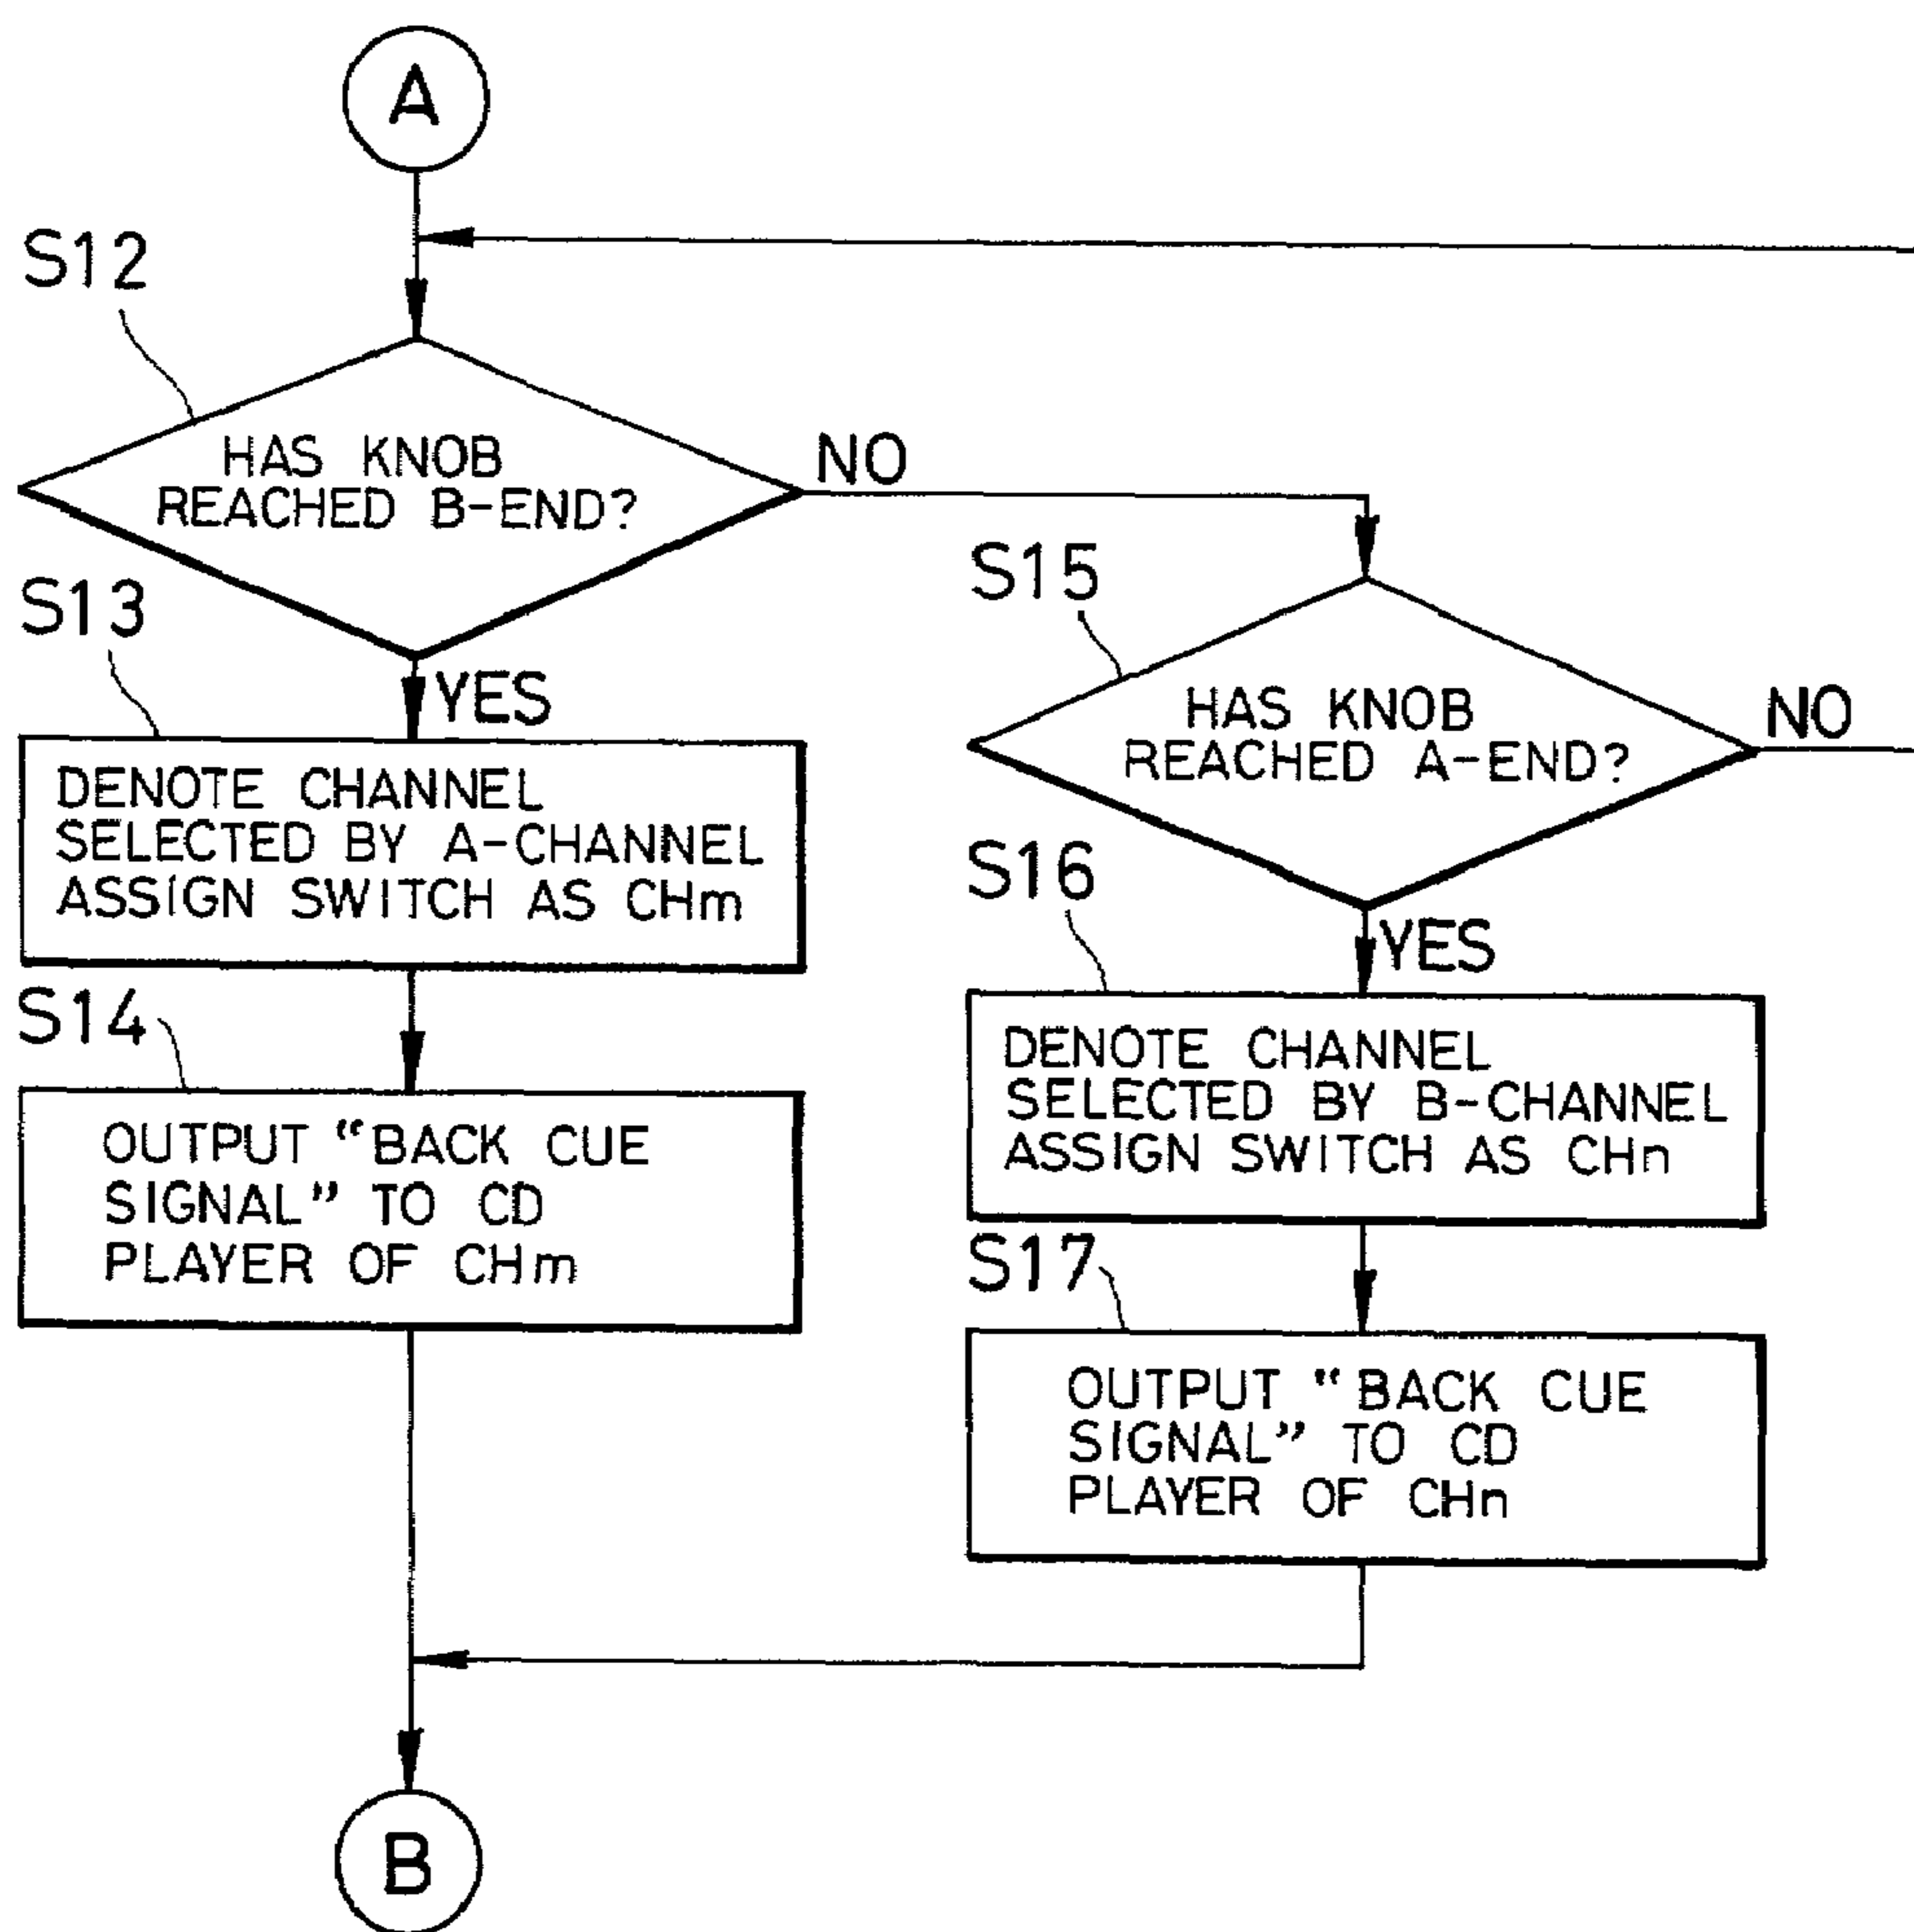 A
S12
HAS KNOB
REACHED B-END?
NO
S13
YES
DENOTE CHANNEL
SELECTED BY A-CHANNEL
ASSIGN SWITCH AS CHm
S14
OUTPUT “BACK CUE
SIGNAL” TO CD
PLAYER OF CHm
S15
HAS KNOB
REACHED A-END?
NO
S16
YES
DENOTE CHANNEL
SELECTED BY B-CHANNEL
ASSIGN SWITCH AS CHn
S17
OUTPUT “BACK CUE
SIGNAL” TO CD
PLAYER OF CHn
B